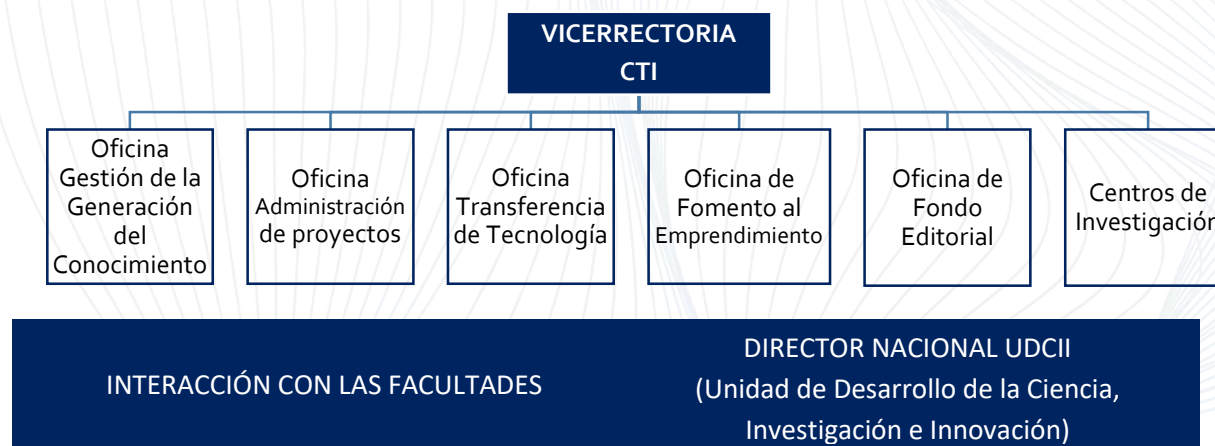 VICERRECTORIA
CTI
Oficina
Gestión de la
Generación
del
Conocimiento
Oficina
Administración
de proyectos
Oficina
Transferencia
de Tecnología
Oficina de
Fomento al
Emprendimiento
Oficina de
Fondo
Editorial
Centros de
Investigación
INTERACCIÓN CON LAS FACULTADES
DIRECTOR NACIONAL UDCII
(Unidad de Desarrollo de la Ciencia,
Investigación e Innovación)